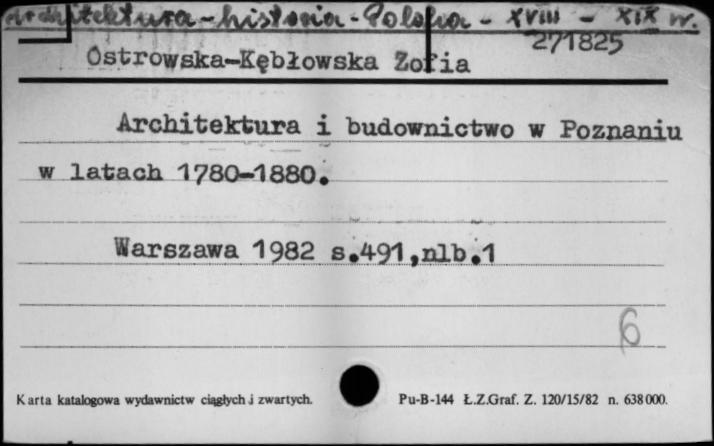 architektura - historia - Polska - XVIII - XIX w.
271825
Ostrowska-Kębłowska Zofia
Architektura i budownictwo w Poznaniu
w latach 1780-1880.
Warszawa 1982 s.491,nlb.1
6
Karta katalogowa wydawnictw ciągłych i zwartych.
Pu-B-144 Ł.Z.Graf. Z. 120/15/82 n. 638000.